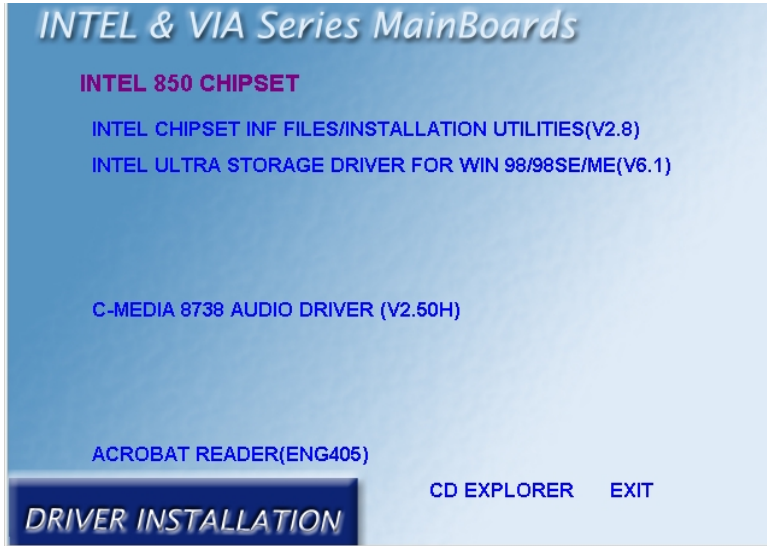 INTEL & VIA Series MainBoards
INTEL 850 CHIPSET
INTEL CHIPSET INF FILES/INSTALLATION UTILITIES(V2.8)
INTEL ULTRA STORAGE DRIVER FOR WIN 98/98SE/ME(V6.1)
C-MEDIA 8738 AUDIO DRIVER (V2.50H)
ACROBAT READER(ENG405)
CD EXPLORER EXIT
DRIVER INSTALLATION